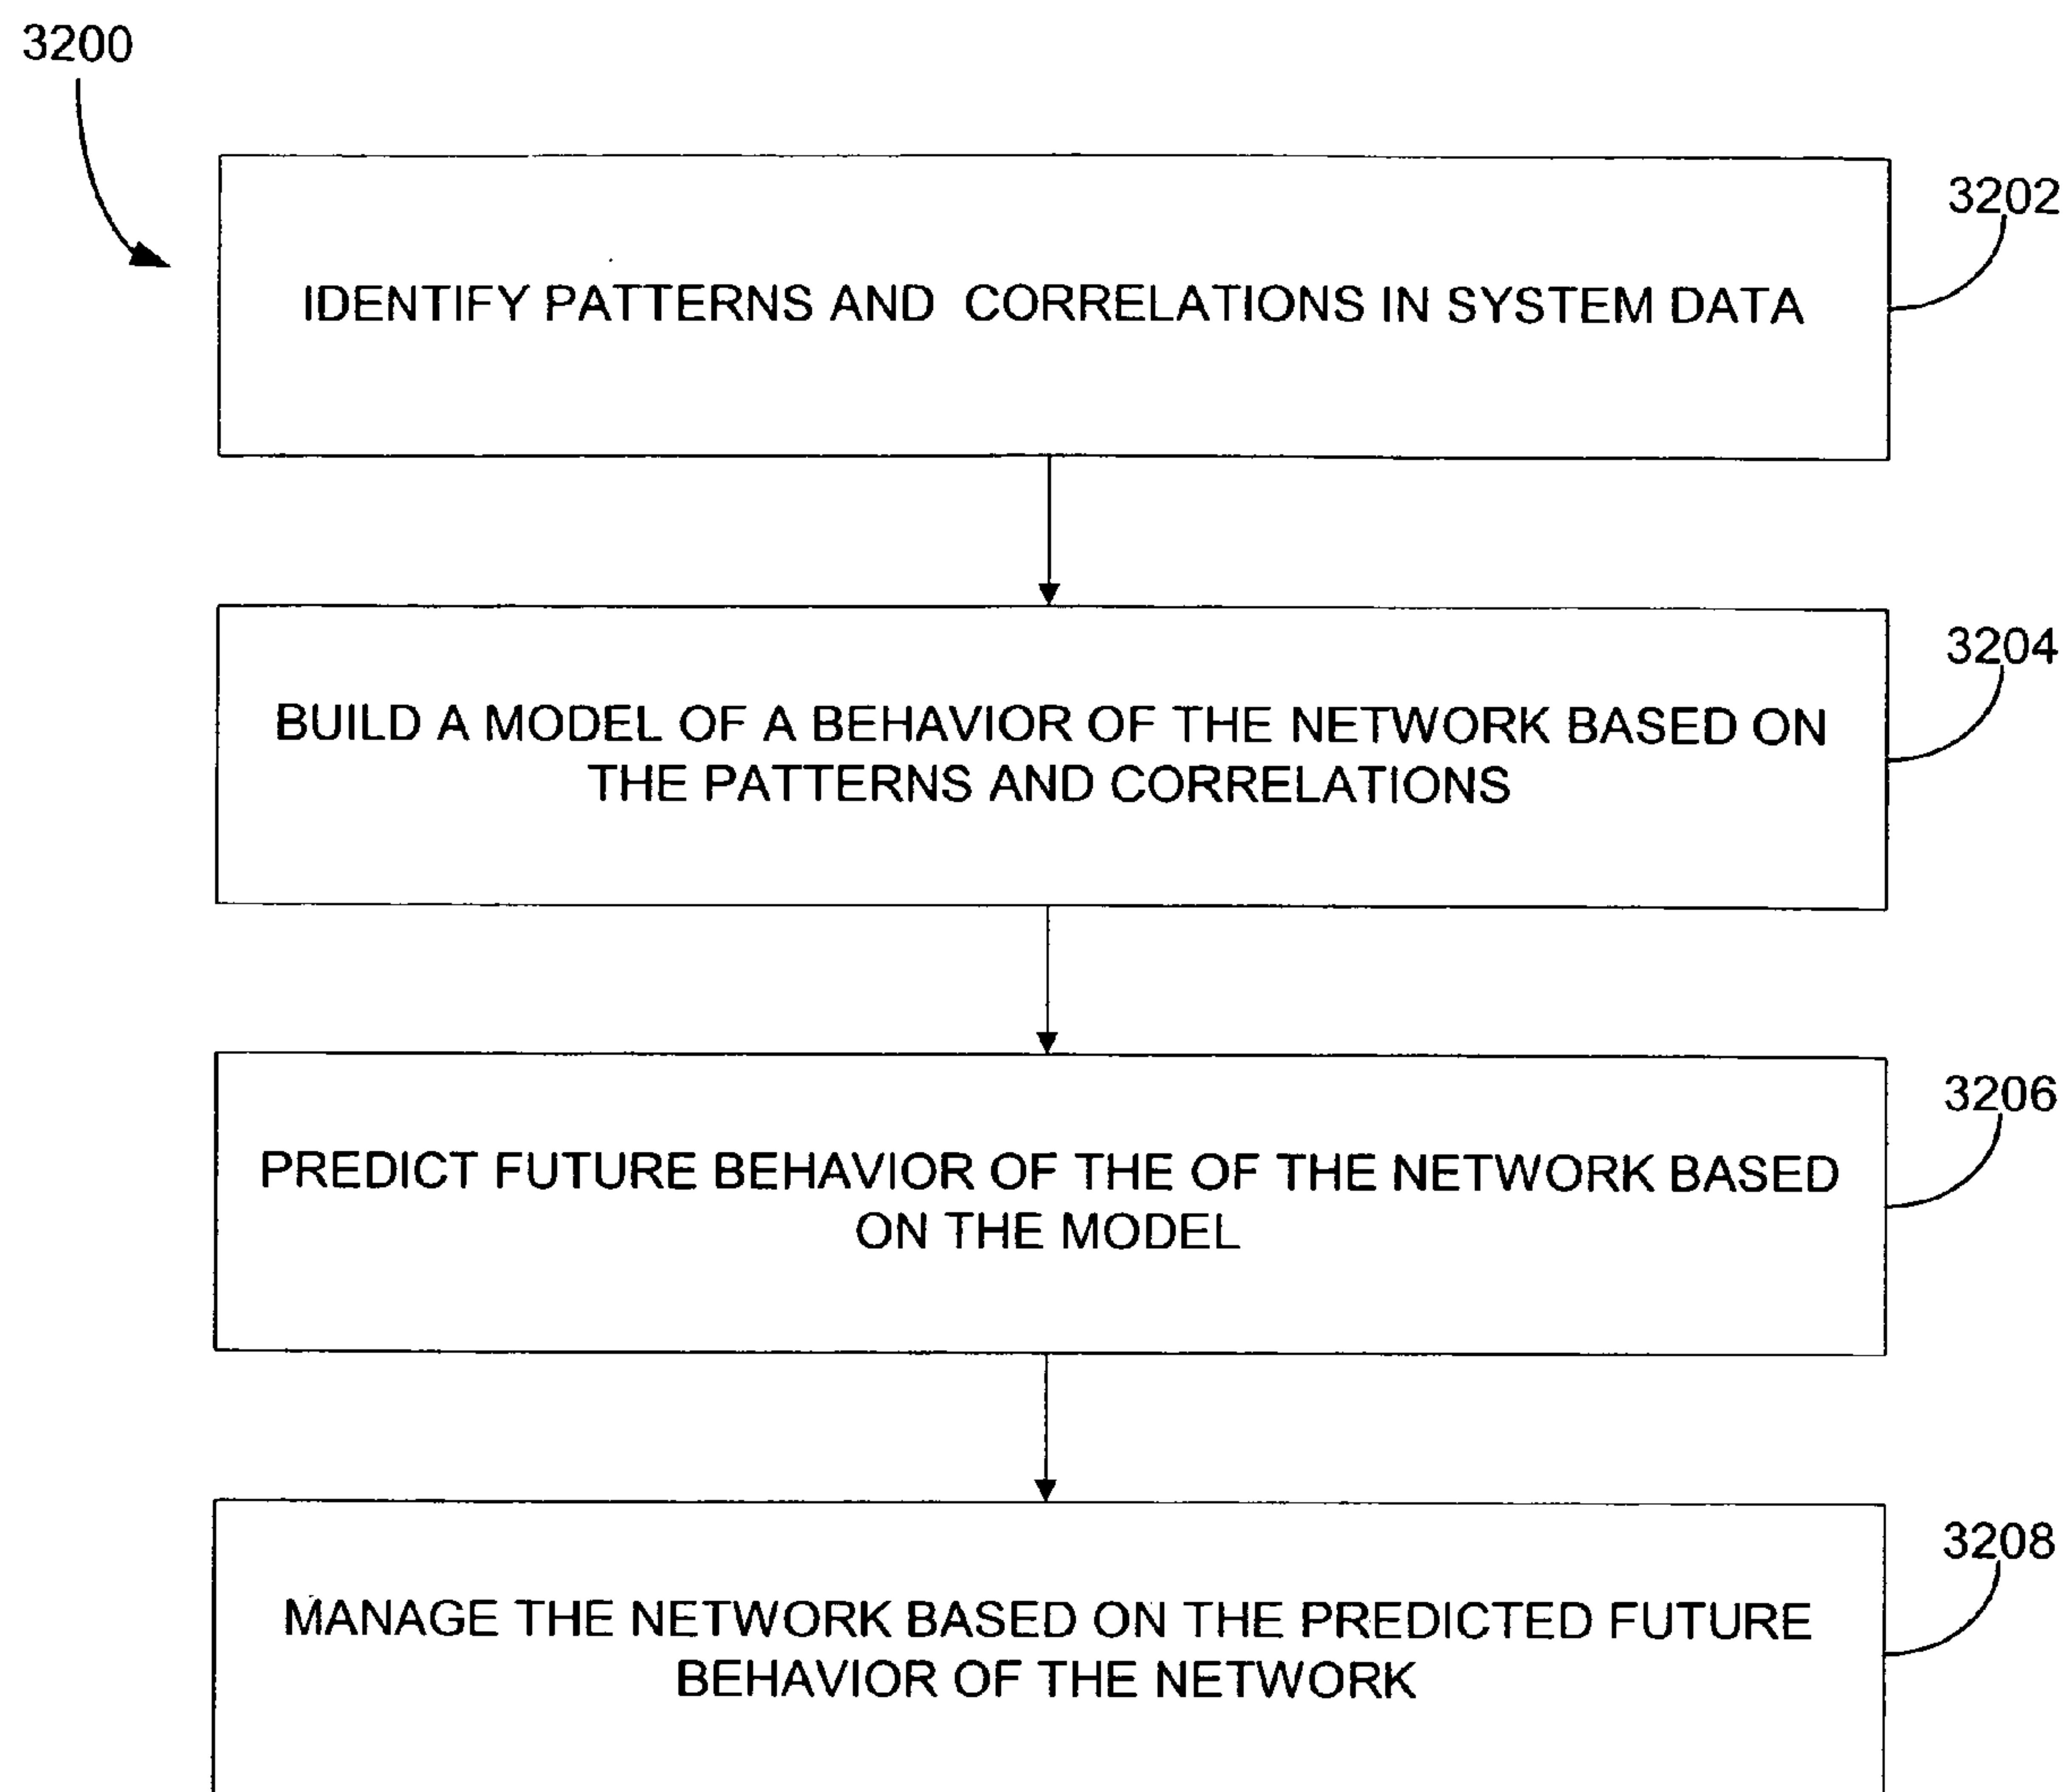 3200
3202
IDENTIFY PATTERNS AND CORRELATIONS IN SYSTEM DATA
3204
BUILD A MODEL OF A BEHAVIOR OF THE NETWORK BASED ON
THE PATTERNS AND CORRELATIONS
3206
PREDICT FUTURE BEHAVIOR OF THE OF THE NETWORK BASED
ON THE MODEL
3208
MANAGE THE NETWORK BASED ON THE PREDICTED FUTURE
BEHAVIOR OF THE NETWORK